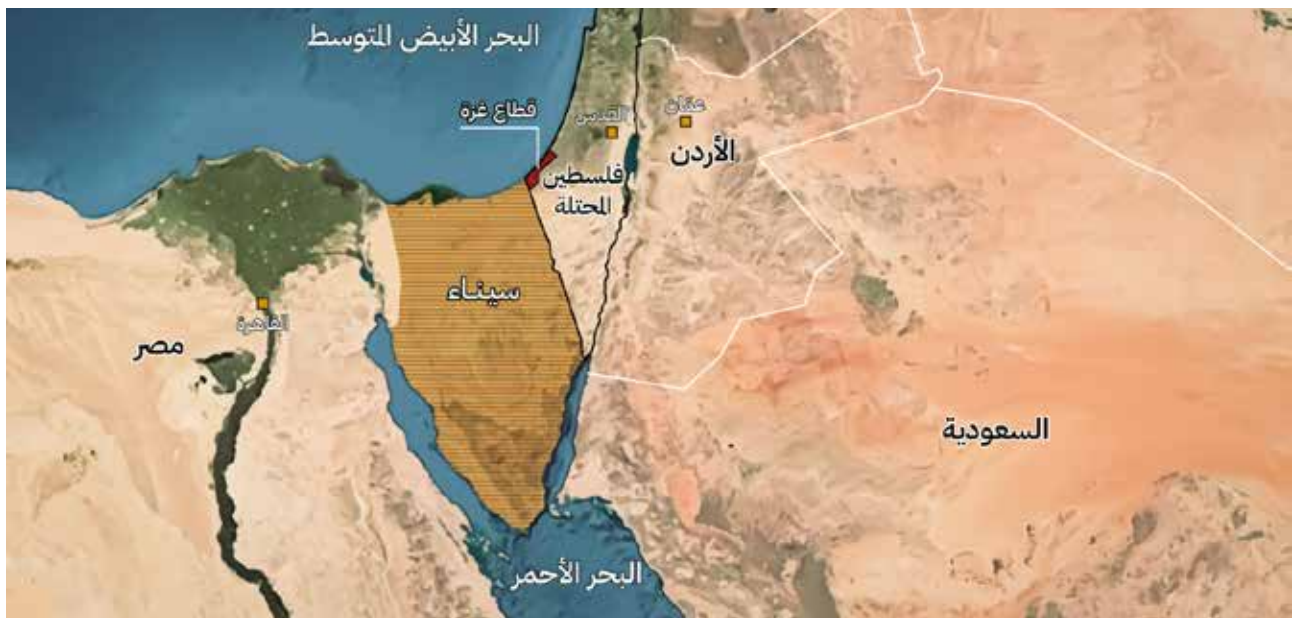 البحر الأبيض المتوسط
قطاع غزة
القدس
عمّان
الأردن
فلسطين
المحتلة
سيناء
القاهرة
مصر
السعودية
البحر الأحمر